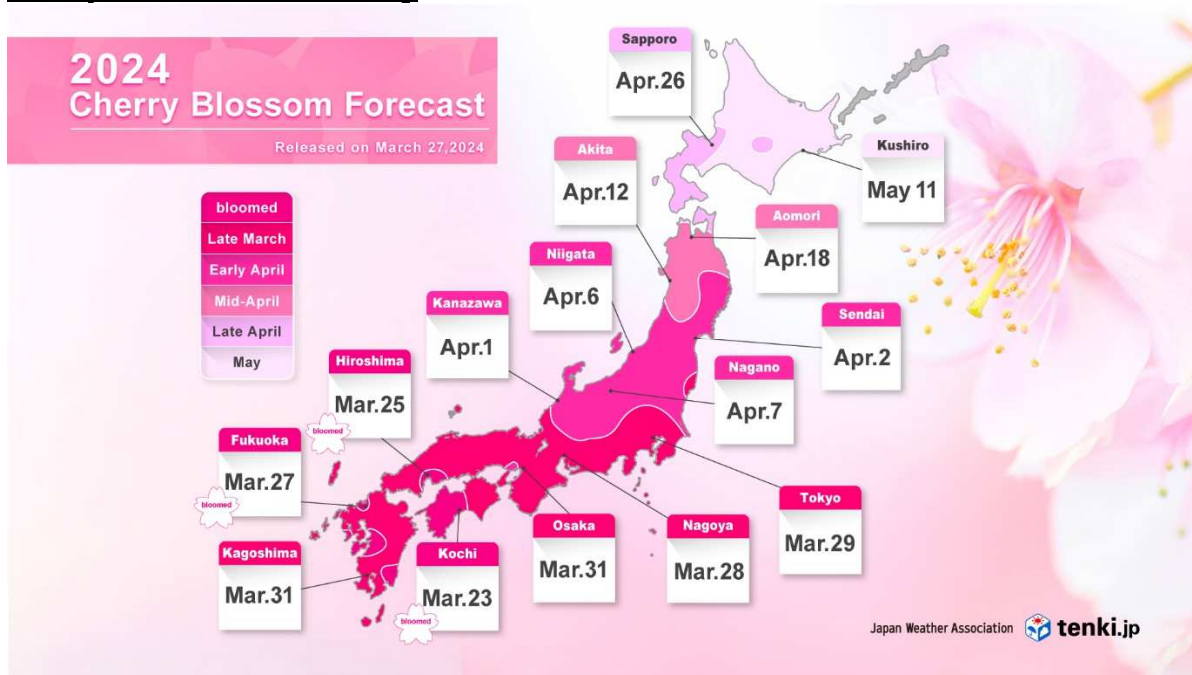 2024
Cherry Blossom Forecast
Released on March 27,2024
bloomed
Late March
Early April
Mid-April
Late April
May
Sapporo
Apr.26
Kushiro
May 11
Akita
Apr.12
Aomori
Apr.18
Niigata
Apr.6
Kanazawa
Apr.1
Sendai
Apr.2
Nagano
Apr.7
Hiroshima
Mar.25
bloomed
Fukuoka
Mar.27
bloomed
Kagoshima
Mar.31
Kochi
Mar.23
bloomed
Osaka
Mar.31
Nagoya
Mar.28
Tokyo
Mar.29
Japan Weather Association tenki.jp